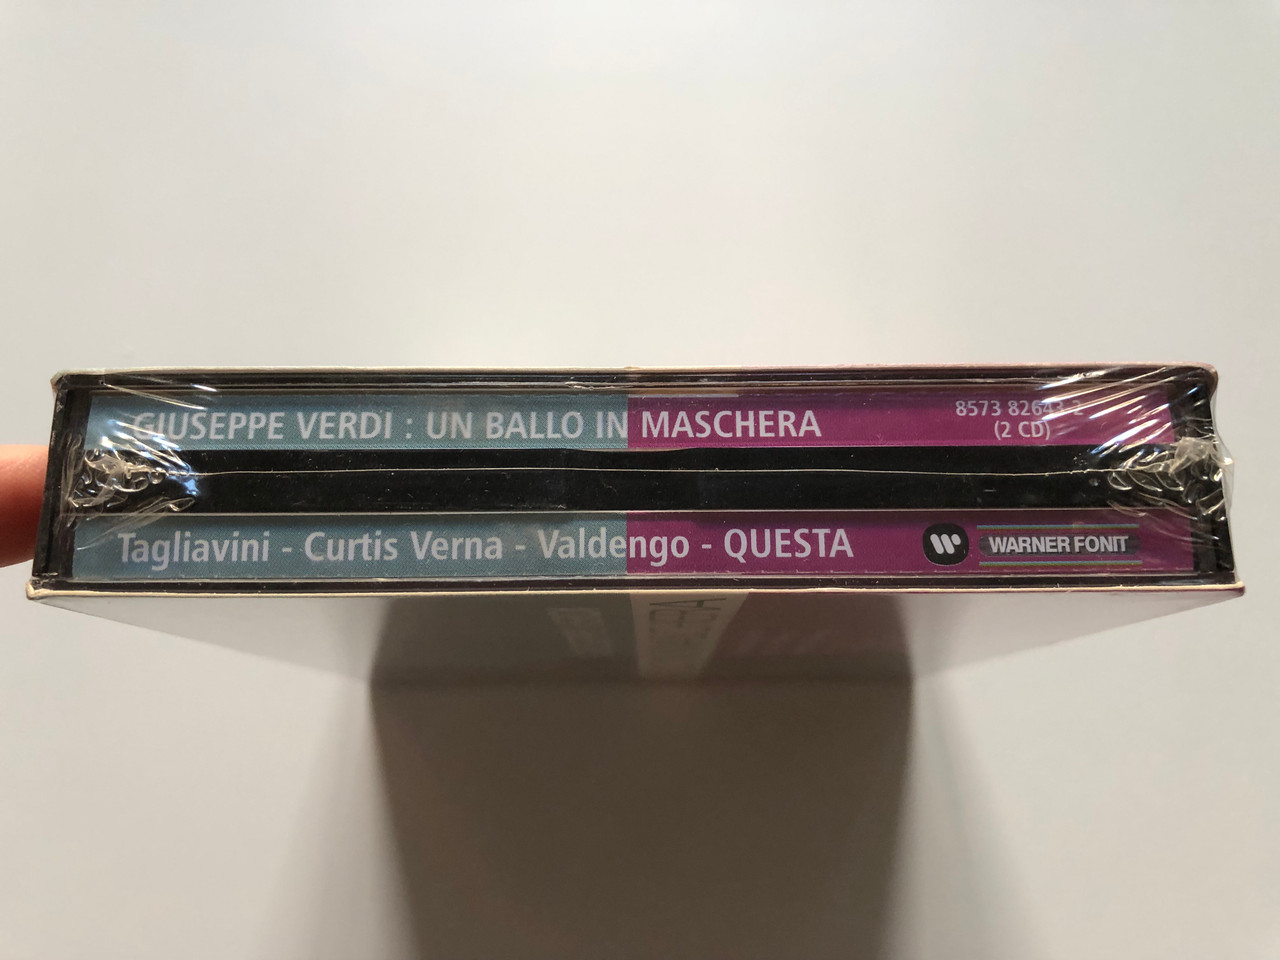 GIUSEPPE VERDI : UN BALLO IN MASCHERA
8573 82643-2
(2 CD)
Tagliavini - Curtis Verna - Valdengo - QUESTA
WARNER FONIT